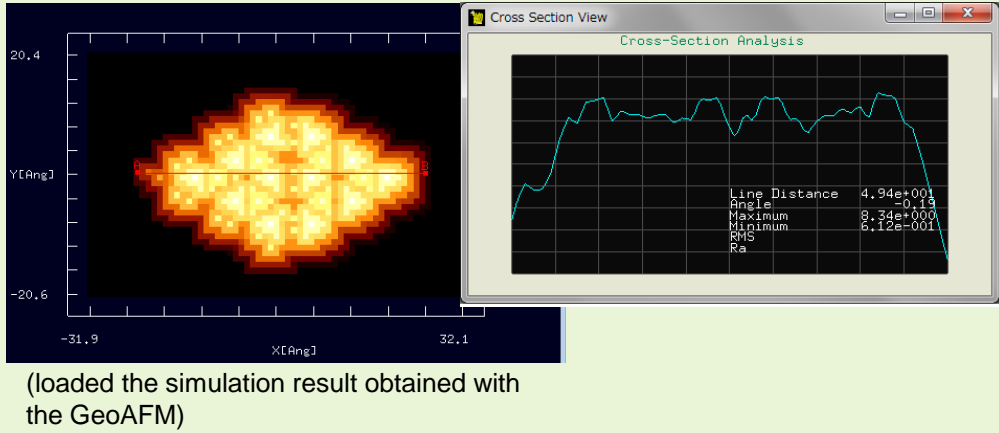 20.4
Y[Ang]
-20.6
-31.9
32.1
X[Ang]
A
B
Cross Section View
Cross-Section Analysis
Line Distance 4.94e+001
Angle -0.19
Maximum 8.34e+000
Minimum 6.12e-001
RMS
Ra
(loaded the simulation result obtained with
the GeoAFM)